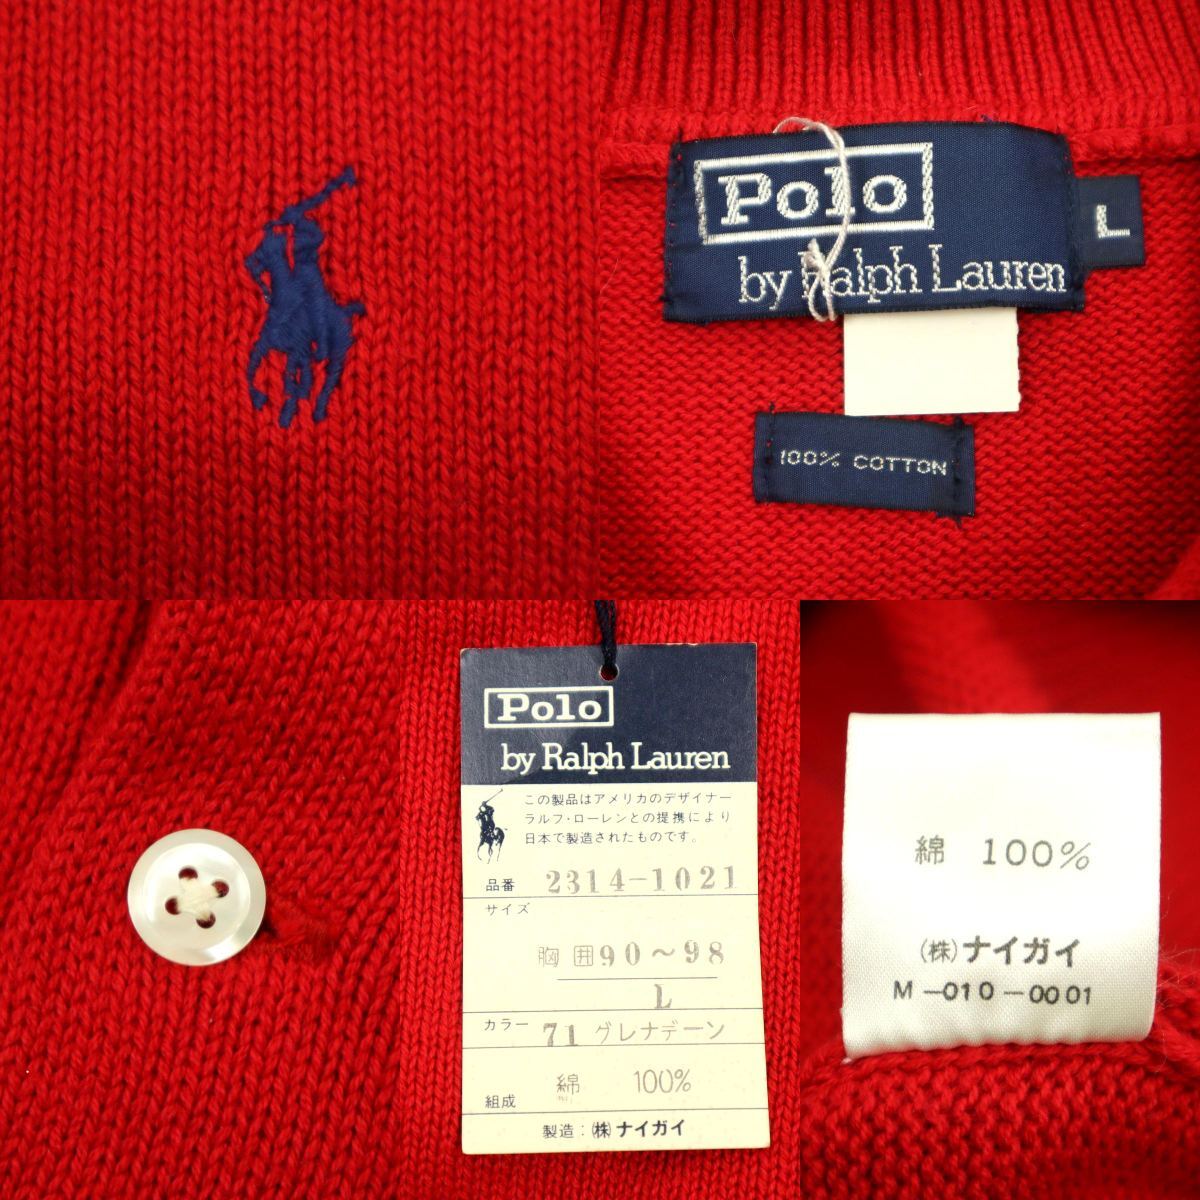 Polo
by Ralph Lauren
L
100% COTTON
Polo
by Ralph Lauren
この製品はアメリカのデザイナー
ラルフ・ローレンとの提携により
日本で製造されたものです。
品番 2314-1021
サイズ
胸囲90～98
L
カラー 71 グレナデーン
組成 綿 100%
製造:(株)ナイガイ
綿 100%
(株)ナイガイ
M-010-0001